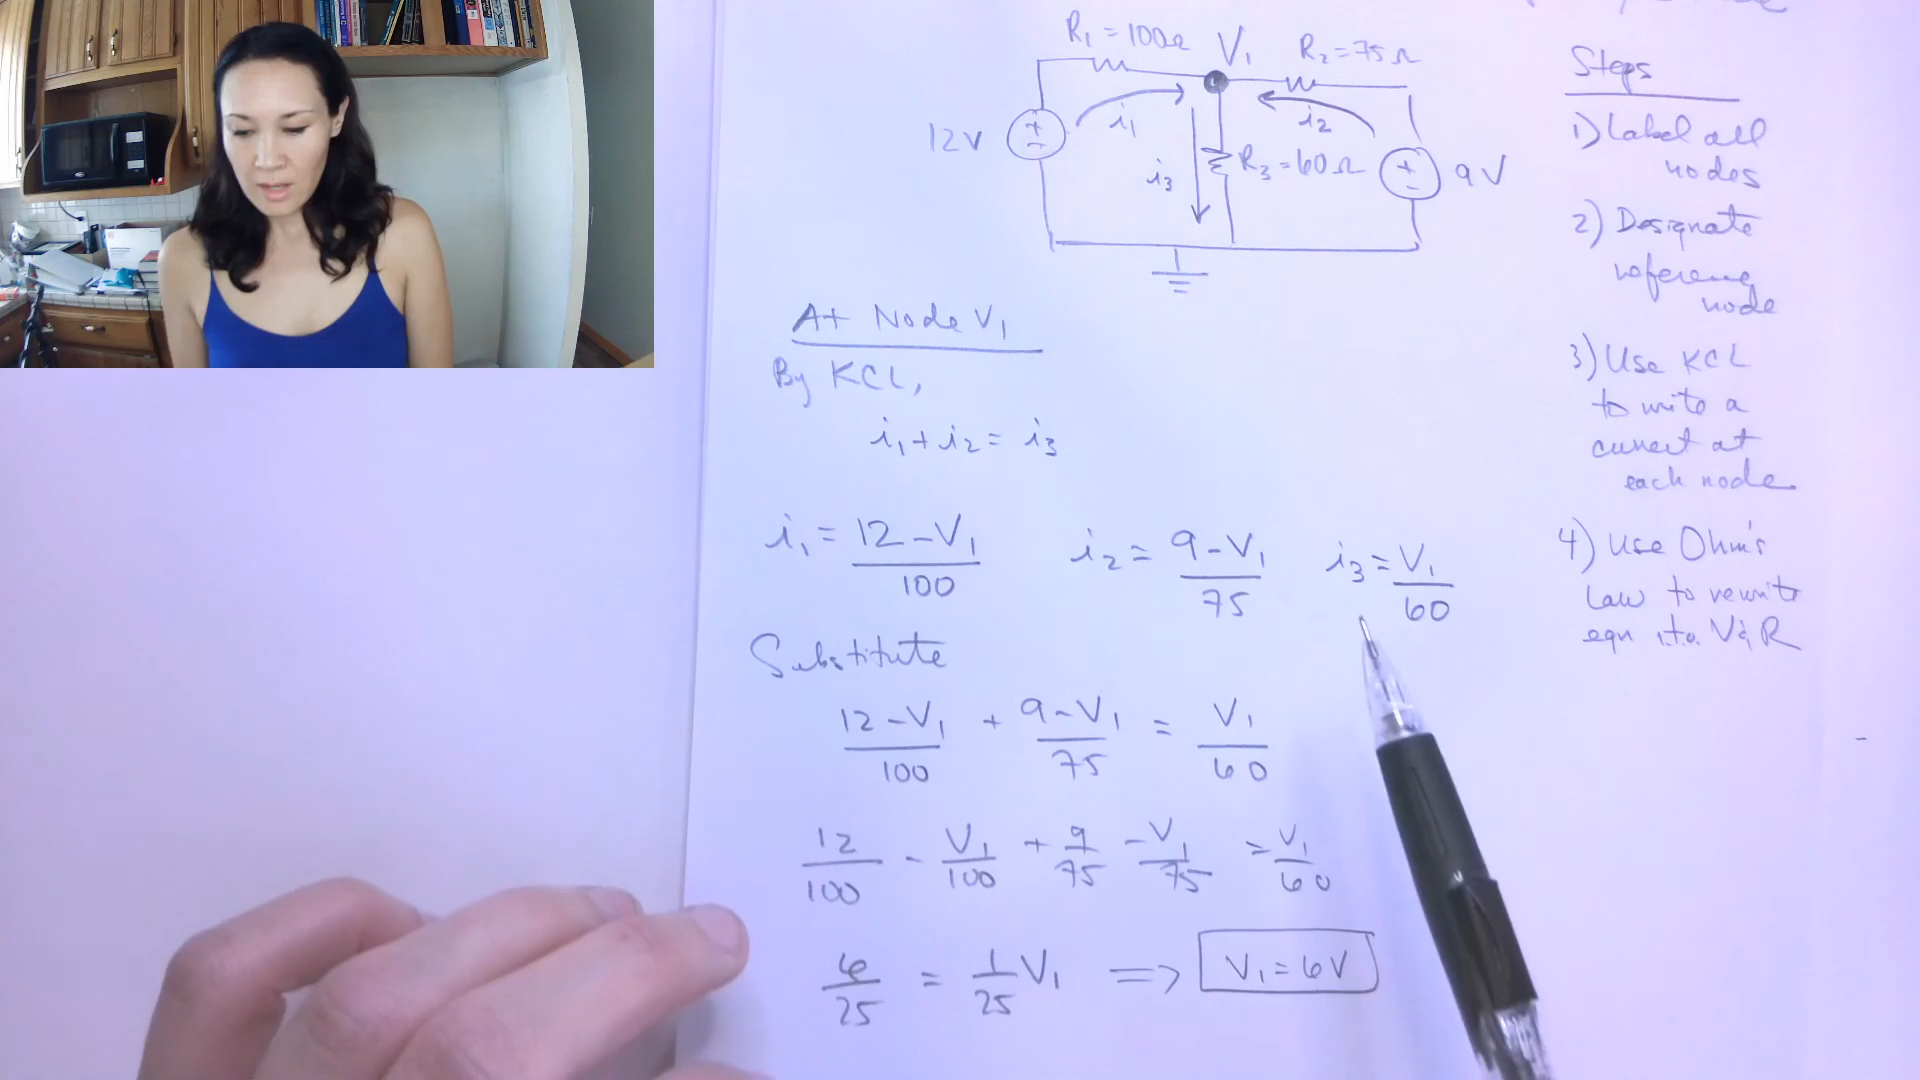 R₁=100Ω V₁ R₂=75Ω
12V i₁ i₂
i₃ R₃=60Ω 9V
At Node V₁
By KCL,
i₁+i₂= i₃
i₁= (12-V₁)/100 i₂= (9-V₁)/75 i₃= V₁/60
Substitute
(12-V₁)/100 + (9-V₁)/75 = V₁/60
12/100 - V₁/100 + 9/75 - V₁/75 = V₁/60
6/25 = 1/25 V₁ => V₁=6V
Steps
1) Label all
nodes
2) Designate
reference
node
3) Use KCL
to write a
current at
each node.
4) Use Ohm's
Law to rewrite
eqn i.t.o. V & R